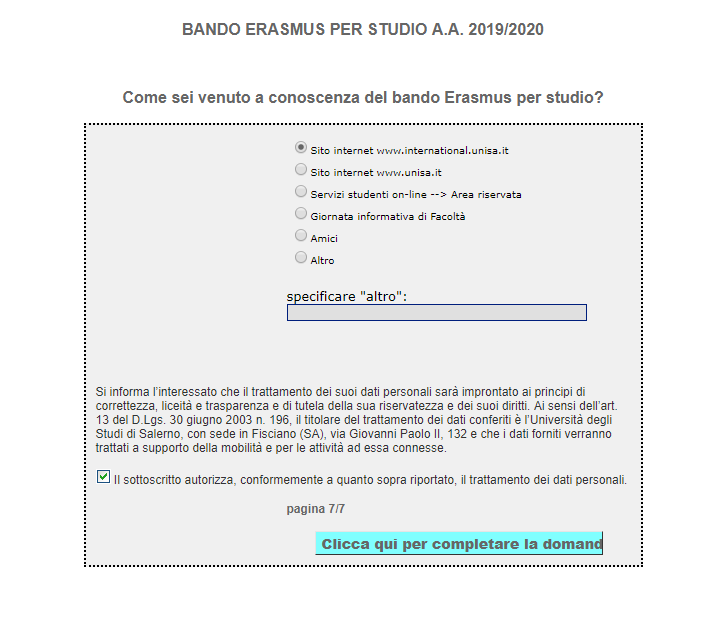 BANDO ERASMUS PER STUDIO A.A. 2019/2020
Come sei venuto a conoscenza del bando Erasmus per studio?
Sito internet www.international.unisa.it
Sito internet www.unisa.it
Servizi studenti on-line --> Area riservata
Giornata informativa di Facoltà
Amici
Altro
specificare "altro":
Si informa l'interessato che il trattamento dei suoi dati personali sarà improntato ai principi di
correttezza, liceità e trasparenza e di tutela della sua riservatezza e dei suoi diritti. Ai sensi dell'art.
13 del D.Lgs. 30 giugno 2003 n. 196, il titolare del trattamento dei dati conferiti è l'Università degli
Studi di Salerno, con sede in Fisciano (SA), via Giovanni Paolo II, 132 e che i dati forniti verranno
trattati a supporto della mobilità e per le attività ad essa connesse.
Il sottoscritto autorizza, conformemente a quanto sopra riportato, il trattamento dei dati personali.
pagina 7/7
Clicca qui per completare la domand